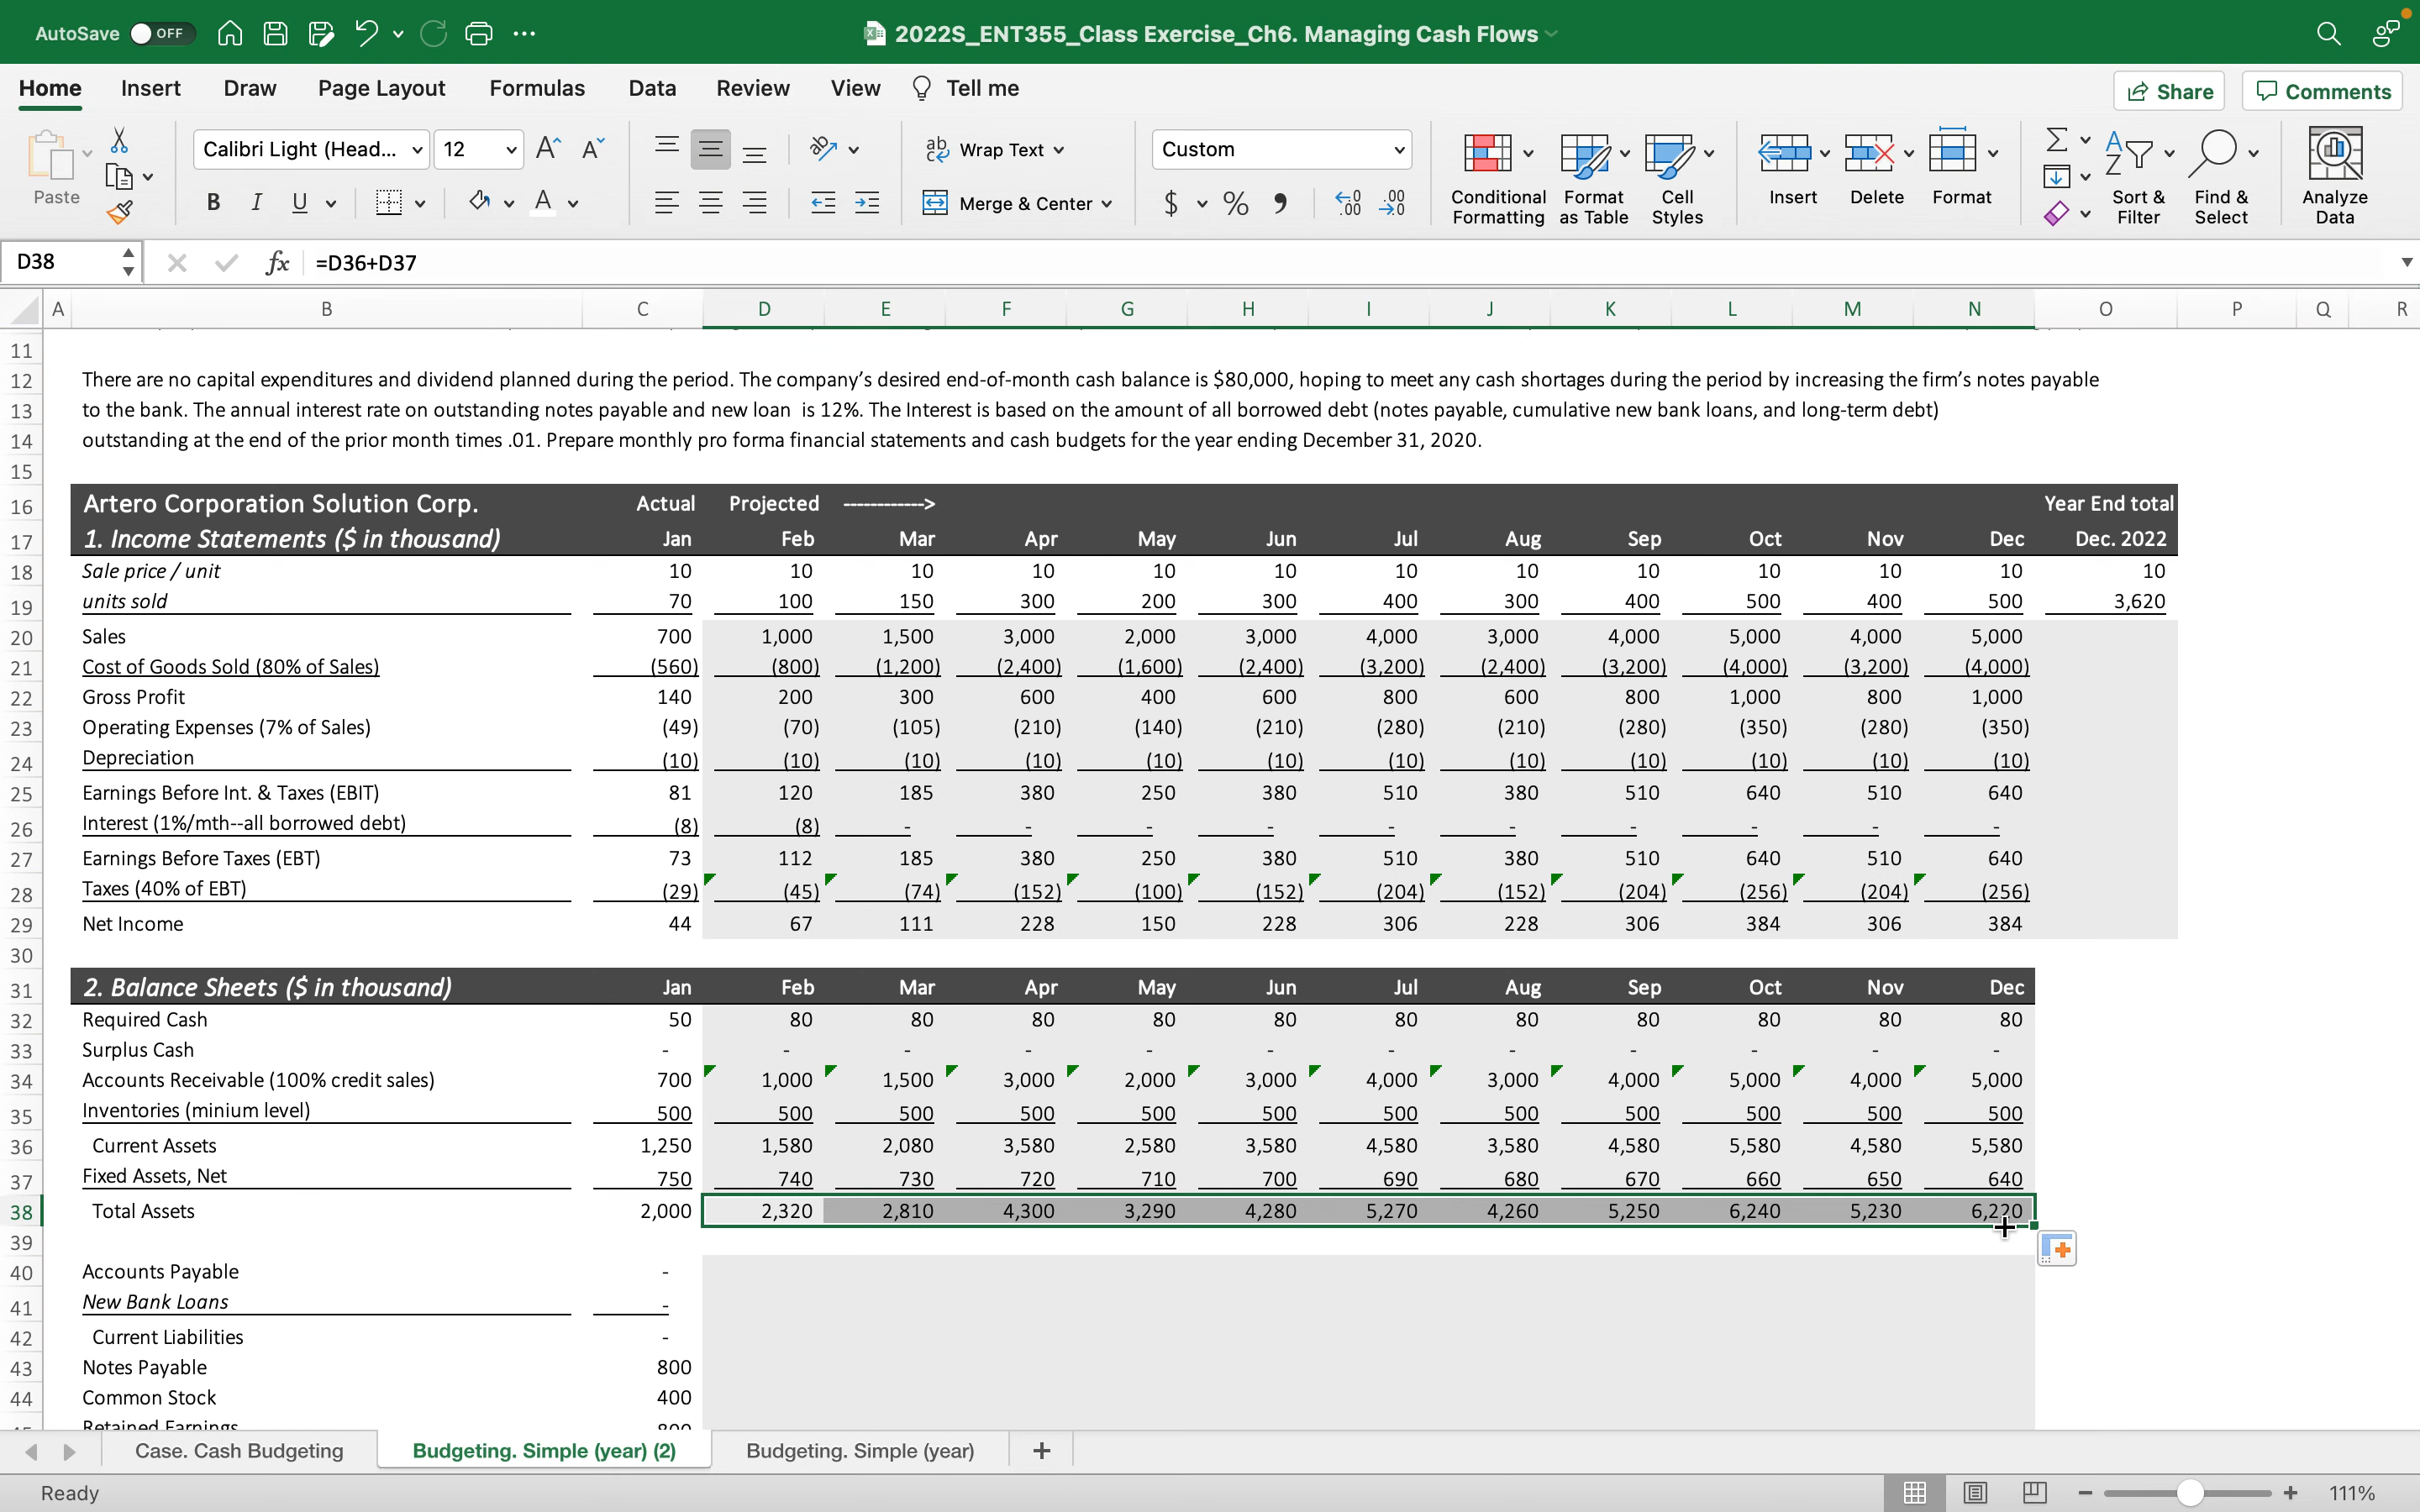 AutoSave OFF 2022S_ENT355_Class Exercise_Ch6. Managing Cash Flows
Home Insert Draw Page Layout Formulas Data Review View Tell me Share Comments
Paste Calibri Light (Head... 12 Wrap Text Custom
B I U A Merge & Center $ % Conditional Formatting Format as Table Cell Styles Insert Delete Format Sort & Filter Find & Select Analyze Data
D38 fx =D36+D37
A B C D E F G H I J K L M N O P Q R
11
12 There are no capital expenditures and dividend planned during the period. The company's desired end-of-month cash balance is $80,000, hoping to meet any cash shortages during the period by increasing the firm's notes payable
13 to the bank. The annual interest rate on outstanding notes payable and new loan is 12%. The Interest is based on the amount of all borrowed debt (notes payable, cumulative new bank loans, and long-term debt)
14 outstanding at the end of the prior month times .01. Prepare monthly pro forma financial statements and cash budgets for the year ending December 31, 2020.
15
16 Artero Corporation Solution Corp. Actual Projected ------------> Year End total
17 1. Income Statements ($ in thousand) Jan Feb Mar Apr May Jun Jul Aug Sep Oct Nov Dec Dec. 2022
18 Sale price / unit 10 10 10 10 10 10 10 10 10 10 10 10 10
19 units sold 70 100 150 300 200 300 400 300 400 500 400 500 3,620
20 Sales 700 1,000 1,500 3,000 2,000 3,000 4,000 3,000 4,000 5,000 4,000 5,000
21 Cost of Goods Sold (80% of Sales) (560) (800) (1,200) (2,400) (1,600) (2,400) (3,200) (2,400) (3,200) (4,000) (3,200) (4,000)
22 Gross Profit 140 200 300 600 400 600 800 600 800 1,000 800 1,000
23 Operating Expenses (7% of Sales) (49) (70) (105) (210) (140) (210) (280) (210) (280) (350) (280) (350)
24 Depreciation (10) (10) (10) (10) (10) (10) (10) (10) (10) (10) (10) (10)
25 Earnings Before Int. & Taxes (EBIT) 81 120 185 380 250 380 510 380 510 640 510 640
26 Interest (1%/mth--all borrowed debt) (8) (8) - - - - - - - - - -
27 Earnings Before Taxes (EBT) 73 112 185 380 250 380 510 380 510 640 510 640
28 Taxes (40% of EBT) (29) (45) (74) (152) (100) (152) (204) (152) (204) (256) (204) (256)
29 Net Income 44 67 111 228 150 228 306 228 306 384 306 384
30
31 2. Balance Sheets ($ in thousand) Jan Feb Mar Apr May Jun Jul Aug Sep Oct Nov Dec
32 Required Cash 50 80 80 80 80 80 80 80 80 80 80 80
33 Surplus Cash - - - - - - - - - - - -
34 Accounts Receivable (100% credit sales) 700 1,000 1,500 3,000 2,000 3,000 4,000 3,000 4,000 5,000 4,000 5,000
35 Inventories (minium level) 500 500 500 500 500 500 500 500 500 500 500 500
36 Current Assets 1,250 1,580 2,080 3,580 2,580 3,580 4,580 3,580 4,580 5,580 4,580 5,580
37 Fixed Assets, Net 750 740 730 720 710 700 690 680 670 660 650 640
38 Total Assets 2,000 2,320 2,810 4,300 3,290 4,280 5,270 4,260 5,250 6,240 5,230 6,220
39
40 Accounts Payable -
41 New Bank Loans -
42 Current Liabilities -
43 Notes Payable 800
44 Common Stock 400
Retained Earnings 800
Case. Cash Budgeting Budgeting. Simple (year) (2) Budgeting. Simple (year) +
Ready 111%